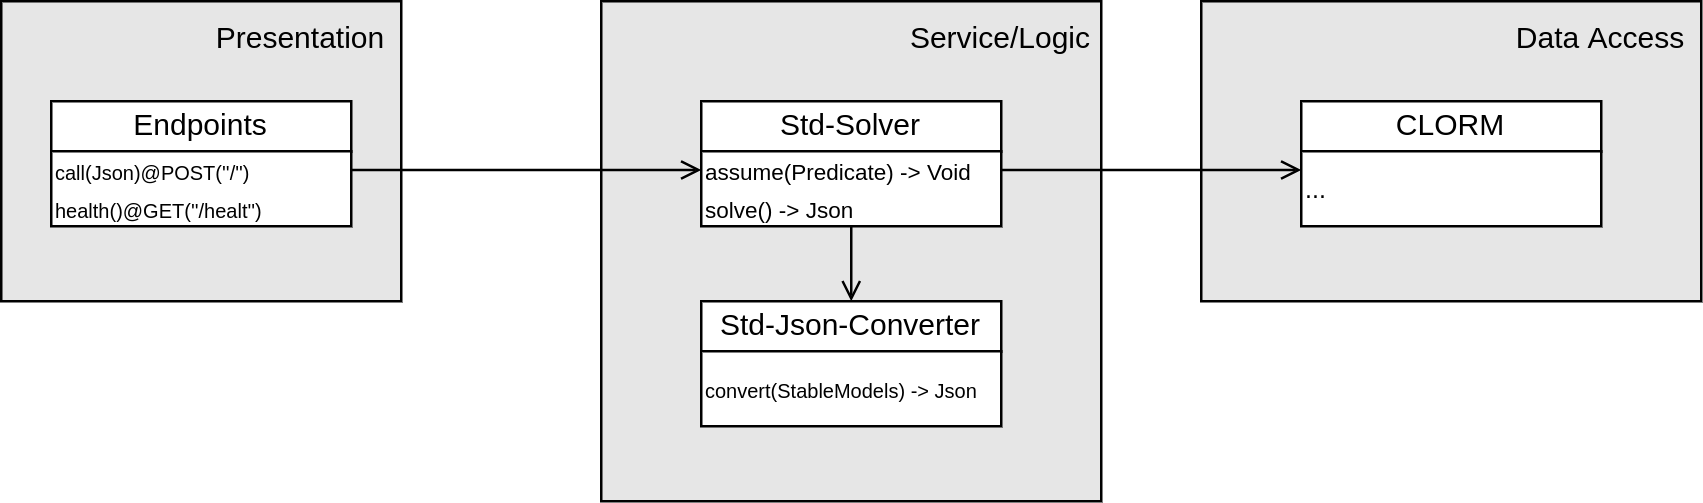 Presentation
Endpoints
call(Json)@POST("/")
health()@GET("/healt")
Service/Logic
Std-Solver
assume(Predicate) -> Void
solve() -> Json
Std-Json-Converter
convert(StableModels) -> Json
Data Access
CLORM
...